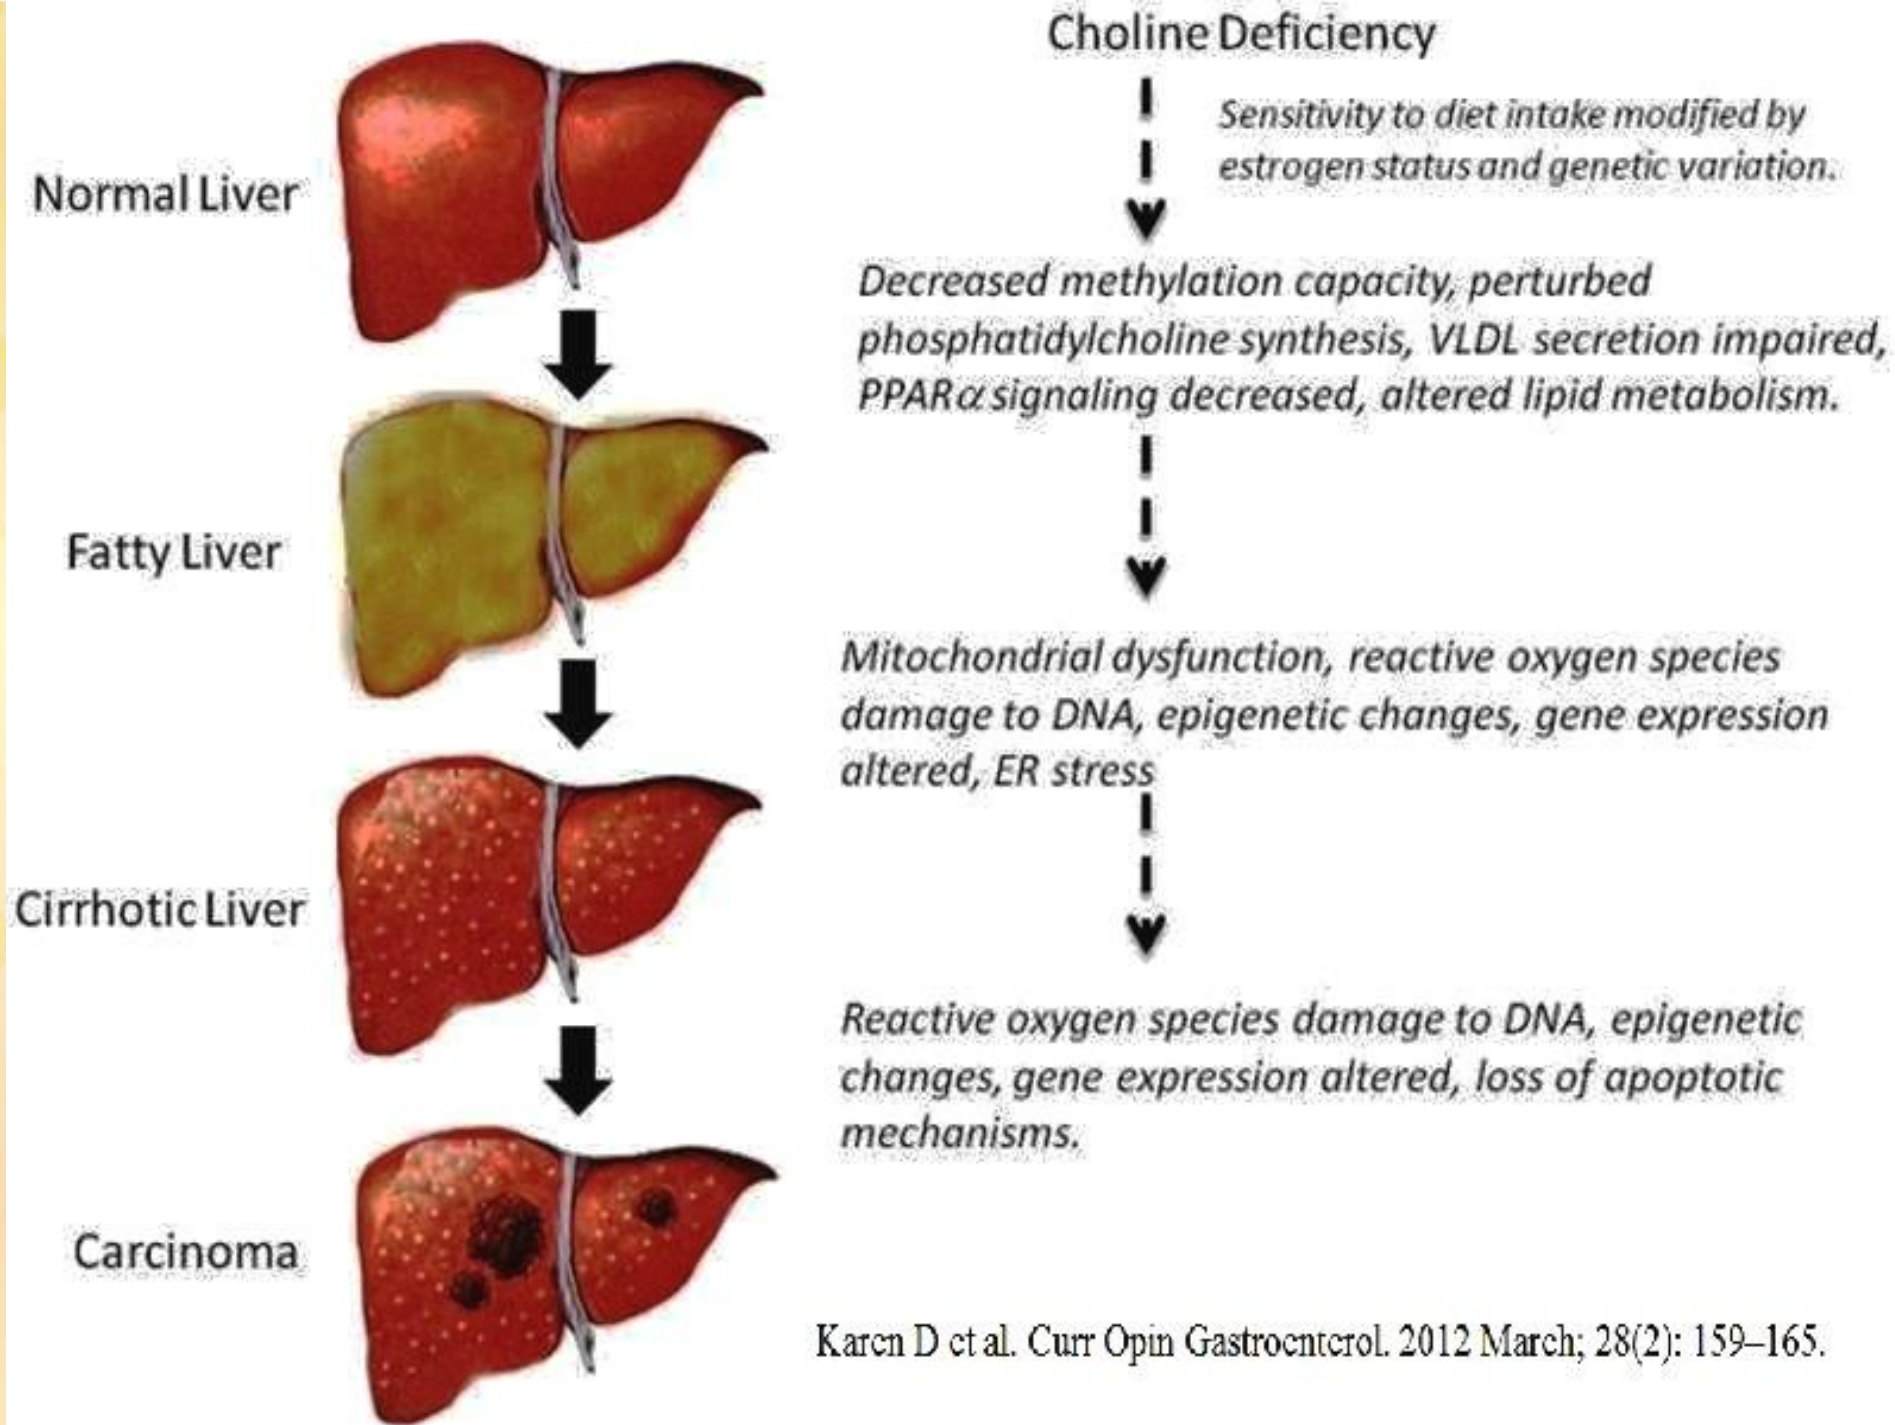 Choline Deficiency
Sensitivity to diet intake modified by
estrogen status and genetic variation.
Normal Liver
Decreased methylation capacity, perturbed
phosphatidylcholine synthesis, VLDL secretion impaired,
PPARα signaling decreased, altered lipid metabolism.
Fatty Liver
Mitochondrial dysfunction, reactive oxygen species
damage to DNA, epigenetic changes, gene expression
altered, ER stress
Cirrhotic Liver
Reactive oxygen species damage to DNA, epigenetic
changes, gene expression altered, loss of apoptotic
mechanisms.
Carcinoma
Karen D et al. Curr Opin Gastroenterol. 2012 March; 28(2): 159–165.